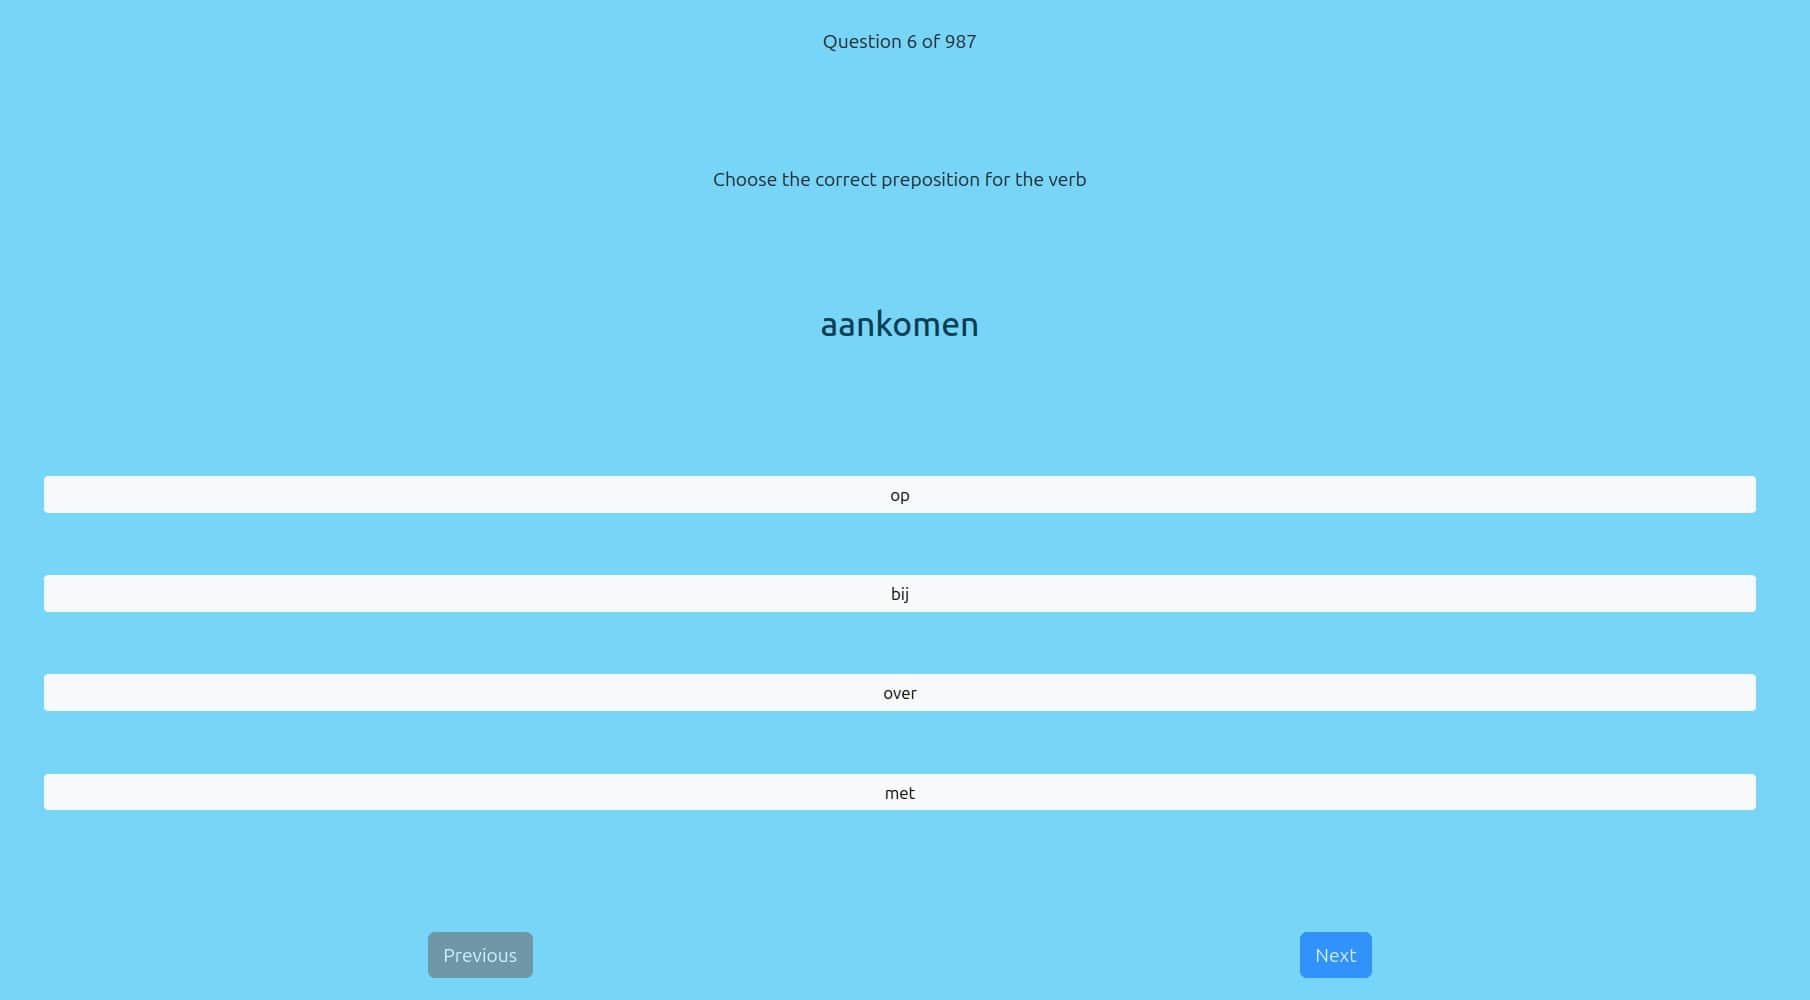 Question 6 of 987
Choose the correct preposition for the verb
aankomen
op
bij
over
met
Previous
Next